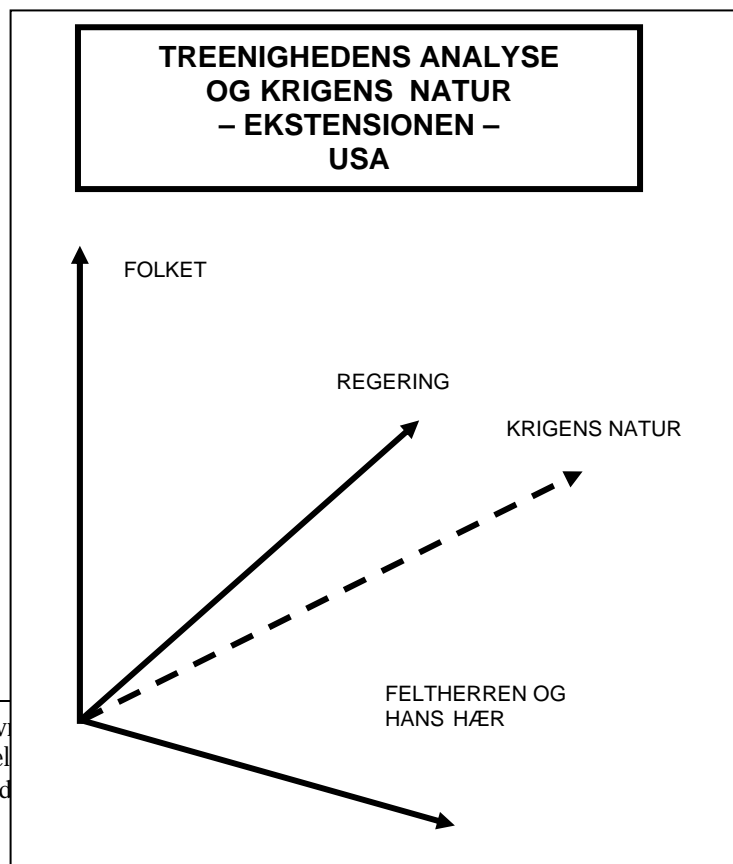 TREENIGHEDENS ANALYSE
OG KRIGENS NATUR
– EKSTENSIONEN –
USA
FOLKET
REGERING
KRIGENS NATUR
FELTHERREN OG
HANS HÆR